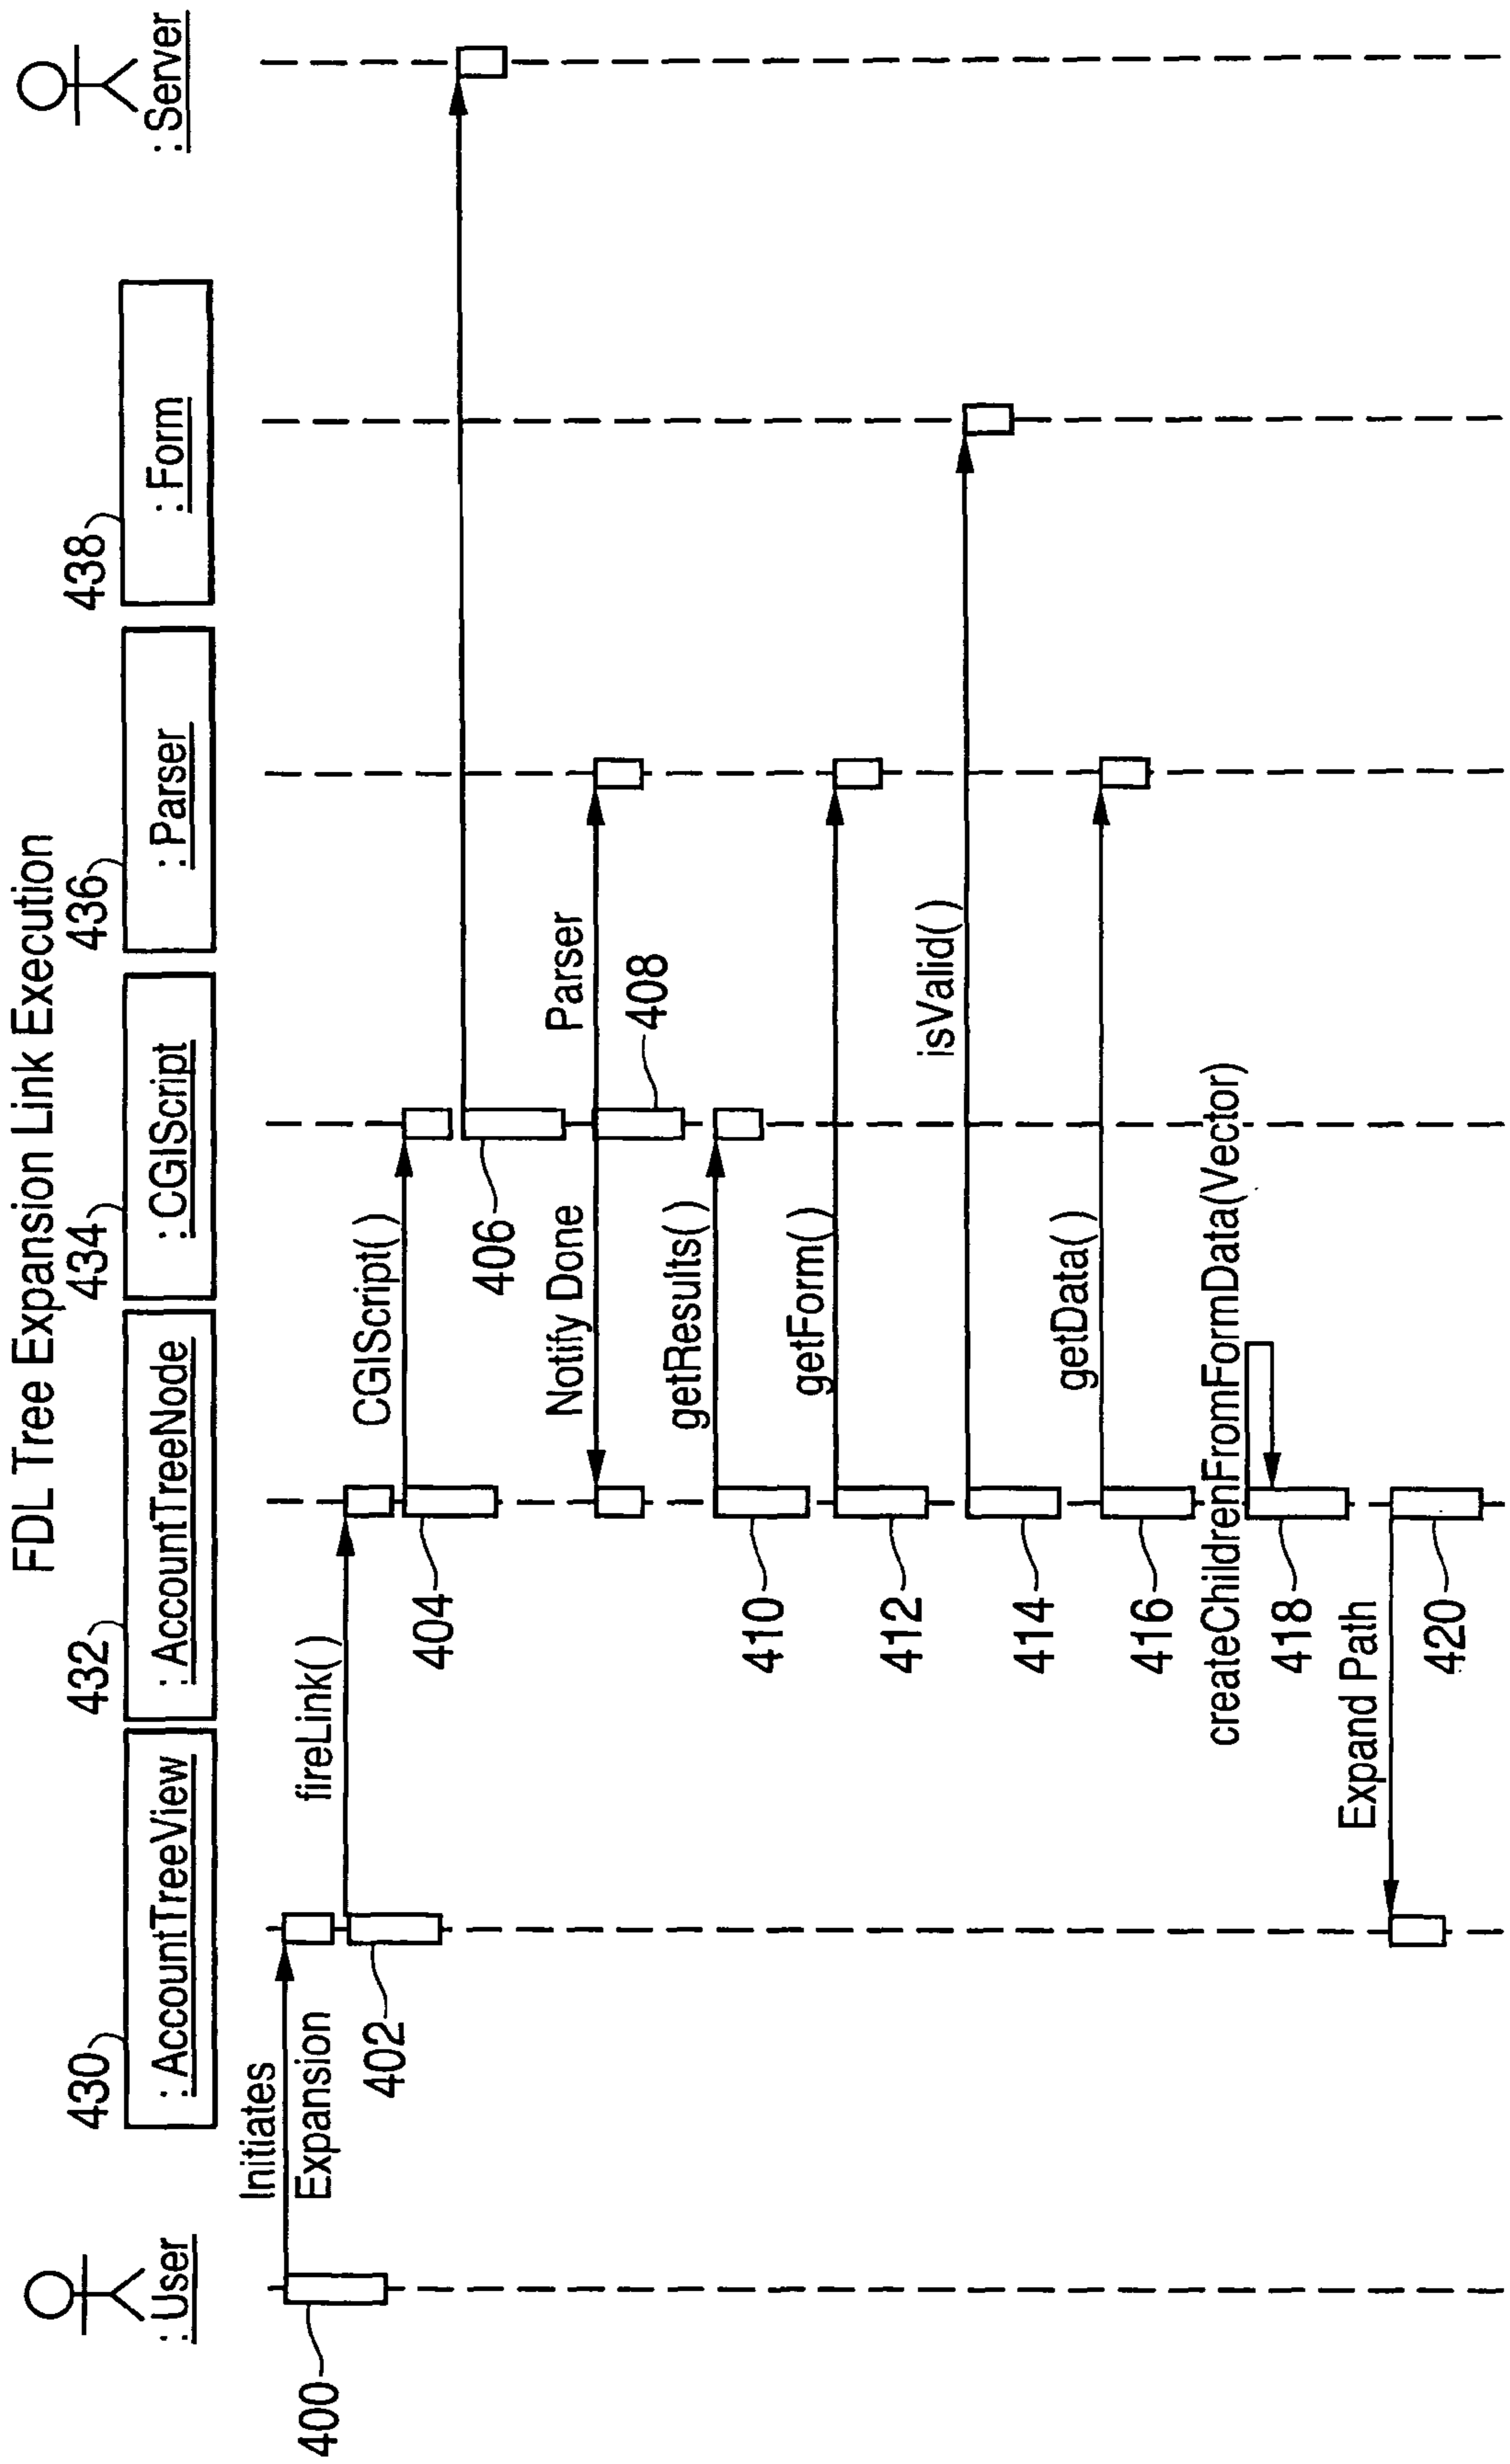 FDL Tree Expansion Link Execution
430
432
434
436
438
: User
: AccountTreeView
: AccountTreeNode
: CGIScript
: Parser
: Form
: Server
Initiates
Expansion
400
fireLink( )
402
CGIScript( )
404
406
Notify Done
Parser
408
getResults( )
410
getForm( )
412
isValid( )
414
getData( )
416
createChildrenFromFormData(Vector)
418
Expand Path
420